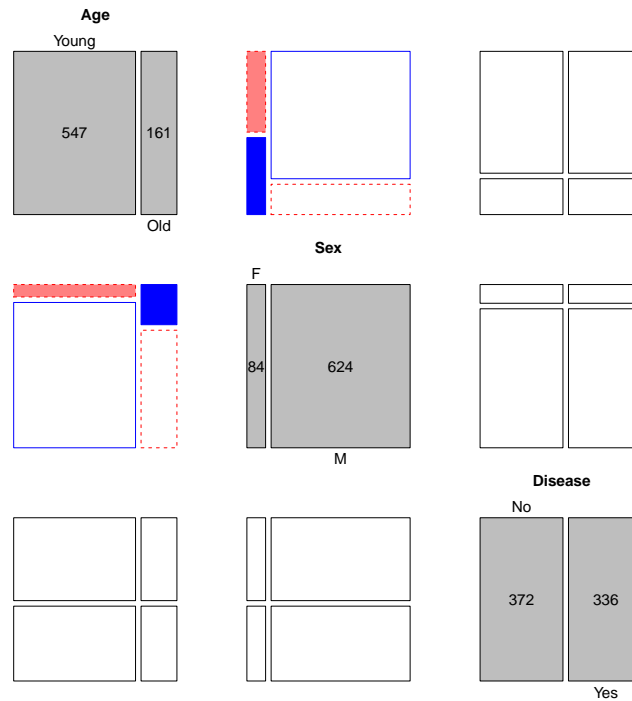 Age
Young
547
161
Old
Sex
F
84
624
M
Disease
No
372
336
Yes